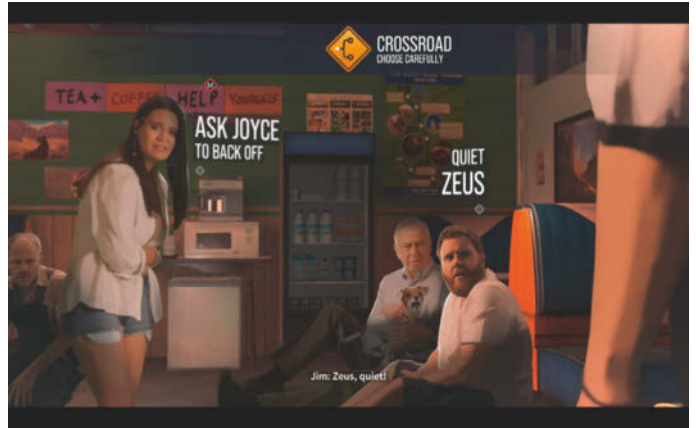 CROSSROAD
CHOOSE CAREFULLY
TEA+ COFFEE HELP YOURSELF
ASK JOYCE
TO BACK OFF
QUIET
ZEUS
Jim: Zeus, quiet!